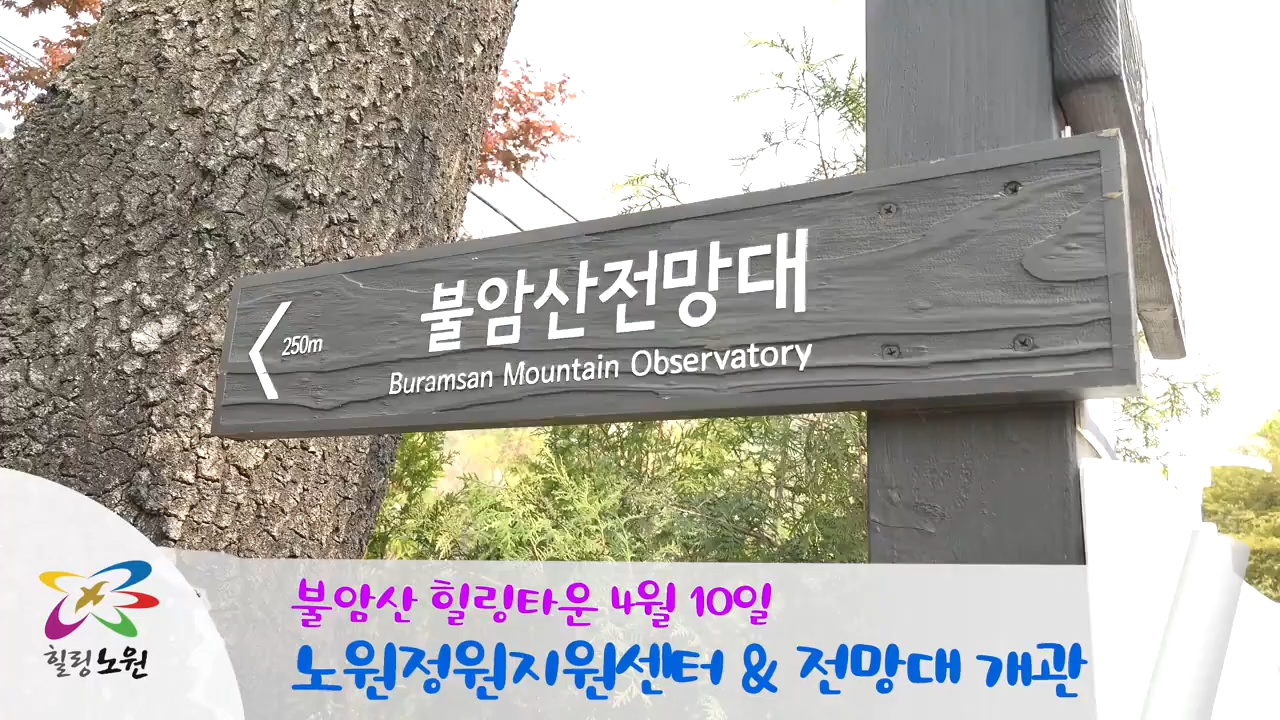 불암산전망대
250m
Buramsan Mountain Observatory
불암산 힐링타운 4월 10일
힐링노원
노원정원지원센터 & 전망대 개관